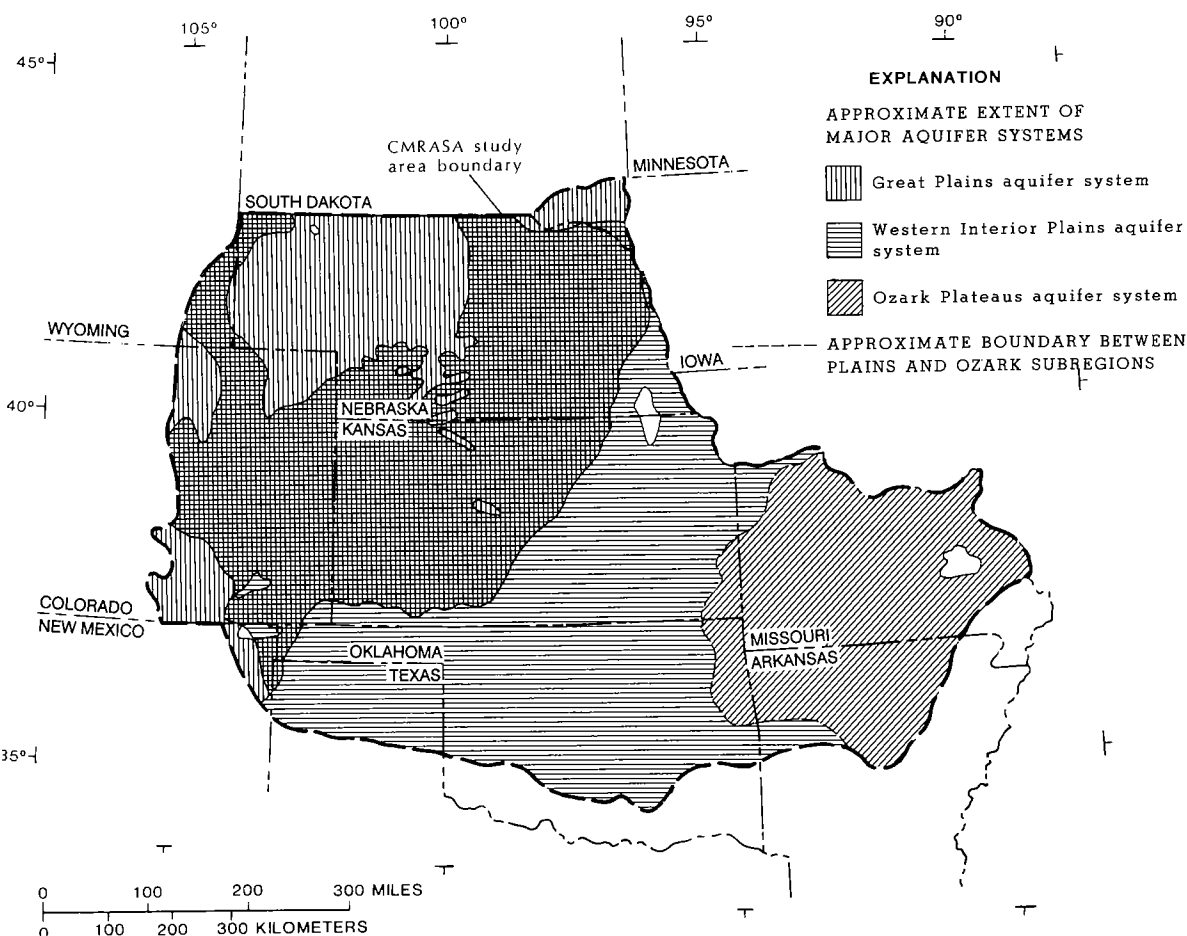 105°
100°
95°
90°
45°
EXPLANATION
APPROXIMATE EXTENT OF
MAJOR AQUIFER SYSTEMS
Great Plains aquifer system
Western Interior Plains aquifer
system
Ozark Plateaus aquifer system
APPROXIMATE BOUNDARY BETWEEN
PLAINS AND OZARK SUBREGIONS
CMRASA study
area boundary
MINNESOTA
SOUTH DAKOTA
WYOMING
IOWA
40°
NEBRASKA
KANSAS
COLORADO
NEW MEXICO
OKLAHOMA
TEXAS
MISSOURI
ARKANSAS
35°
0 100 200 300 MILES
0 100 200 300 KILOMETERS